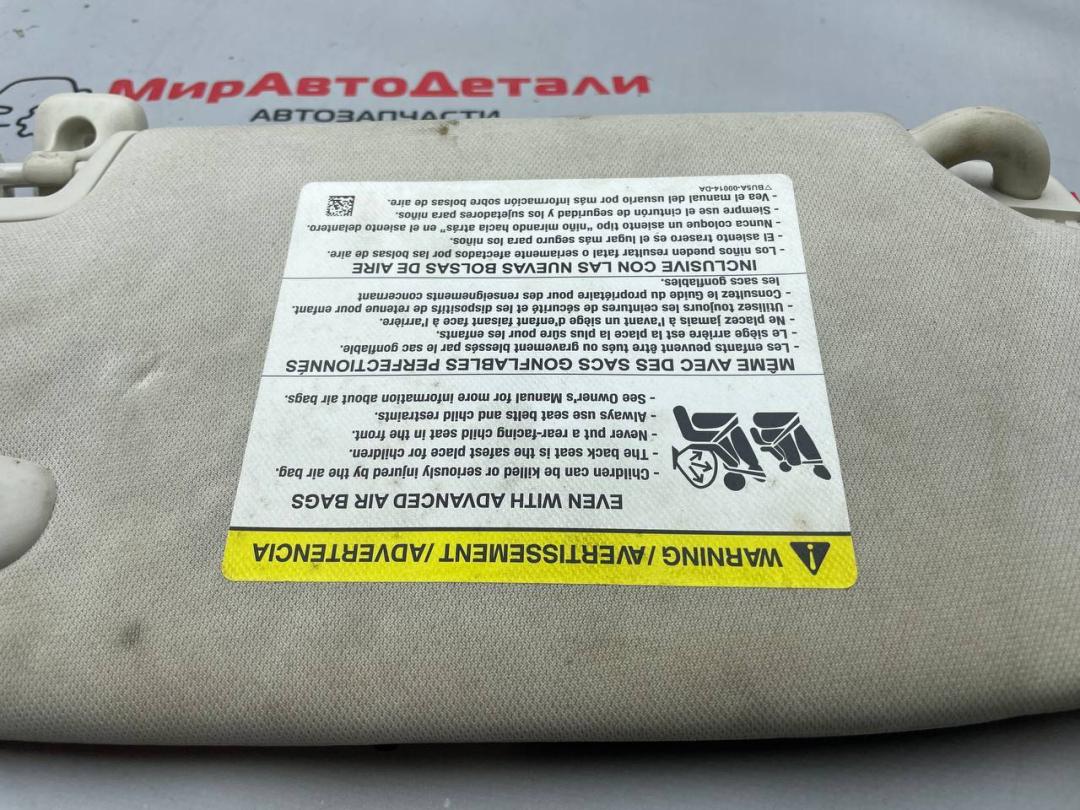 МирАвтоДетали
АВТОЗАПЧАСТИ
WARNING / AVERTISSEMENT / ADVERTENCIA
EVEN WITH ADVANCED AIR BAGS
- Children can be killed or seriously injured by the air bag.
- The back seat is the safest place for children.
- Never put a rear-facing child seat in the front.
- Always use seat belts and child restraints.
- See Owner's Manual for more information about air bags.
MÊME AVEC DES SACS GONFLABLES PERFECTIONNÉS
- Les enfants peuvent être tués ou gravement blessés par le sac gonflable.
- Le siège arrière est la place la plus sûre pour les enfants.
- Ne placez jamais à l'avant un siège d'enfant faisant face à l'arrière.
- Utilisez toujours les ceintures de sécurité et les dispositifs de retenue pour enfant.
- Consultez le Guide du propriétaire pour des renseignements concernant
les sacs gonflables.
INCLUSIVE CON LAS NUEVAS BOLSAS DE AIRE
- Los niños pueden resultar fatal o seriamente afectados por las bolsas de aire.
- El asiento trasero es el lugar más seguro para los niños.
- Nunca coloque un asiento tipo "niño mirando hacia atrás" en el asiento delantero.
- Siempre use el cinturón de seguridad y los sujetadores para niños.
- Vea el manual del usuario por más información sobre bolsas de aire.
▽BU5A-00014-DA